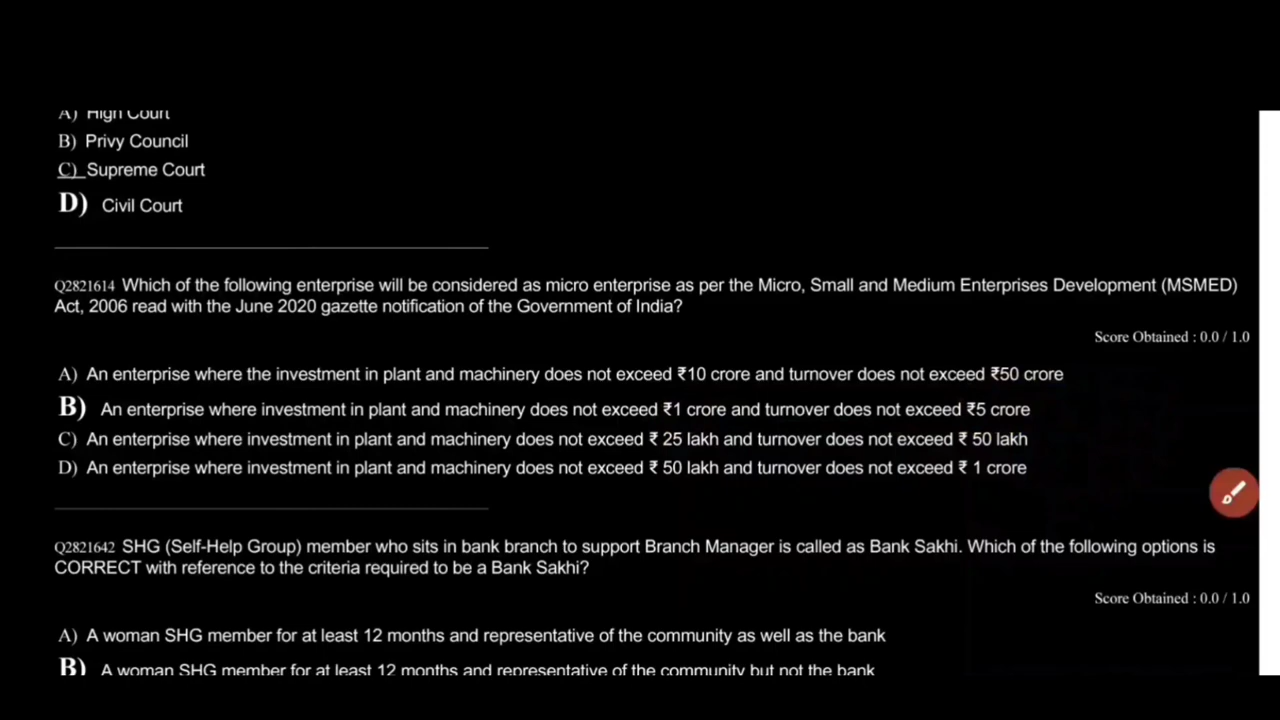 A) High Court
B) Privy Council
C) Supreme Court
D) Civil Court
Q2821614 Which of the following enterprise will be considered as micro enterprise as per the Micro, Small and Medium Enterprises Development (MSMED)
Act, 2006 read with the June 2020 gazette notification of the Government of India?
Score Obtained : 0.0 / 1.0
A) An enterprise where the investment in plant and machinery does not exceed ₹10 crore and turnover does not exceed ₹50 crore
B) An enterprise where investment in plant and machinery does not exceed ₹1 crore and turnover does not exceed ₹5 crore
C) An enterprise where investment in plant and machinery does not exceed ₹ 25 lakh and turnover does not exceed ₹ 50 lakh
D) An enterprise where investment in plant and machinery does not exceed ₹ 50 lakh and turnover does not exceed ₹ 1 crore
Q2821642 SHG (Self-Help Group) member who sits in bank branch to support Branch Manager is called as Bank Sakhi. Which of the following options is
CORRECT with reference to the criteria required to be a Bank Sakhi?
Score Obtained : 0.0 / 1.0
A) A woman SHG member for at least 12 months and representative of the community as well as the bank
B) A woman SHG member for at least 12 months and representative of the community but not the bank